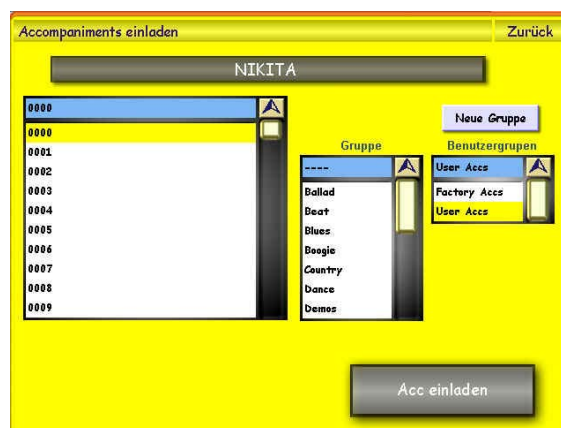 Accompaniments einladen
Zurück
NIKITA
0000
0000
0001
0002
0003
0004
0005
0006
0007
0008
0009
Gruppe
----
Ballad
Beat
Blues
Boogie
Country
Dance
Demos
Neue Gruppe
Benutzergrupen
User Accs
Factory Accs
User Accs
Acc einladen